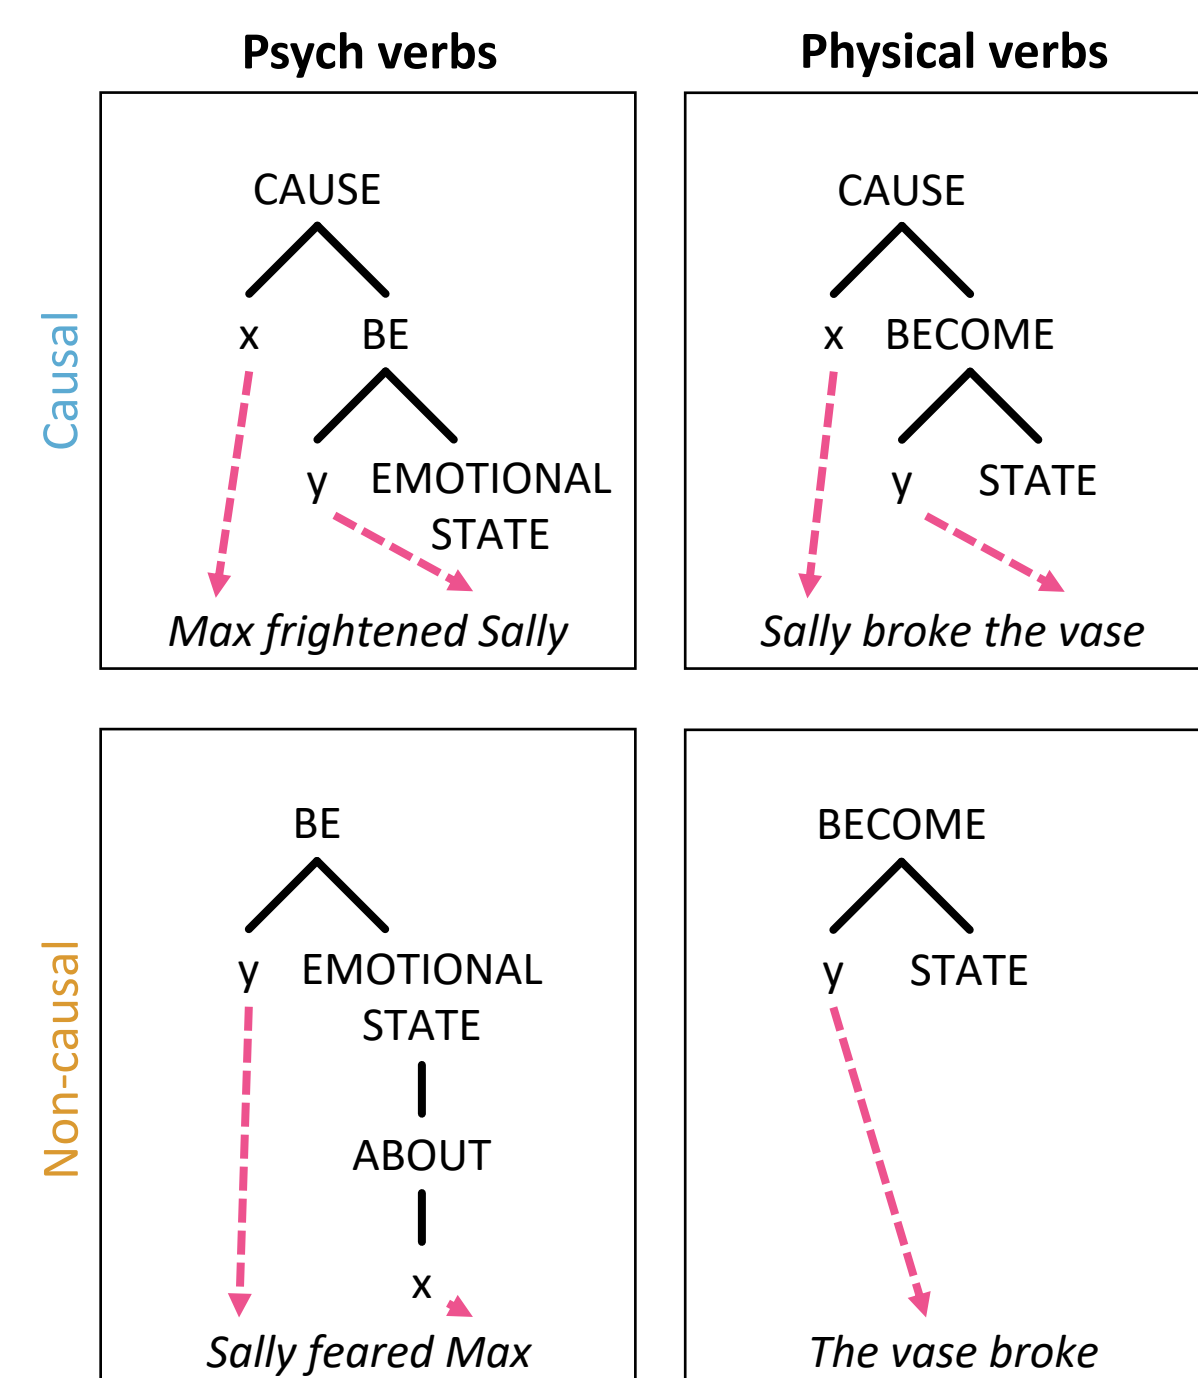 Psych verbs
Physical verbs
Causal
CAUSE
x BE
y EMOTIONAL
STATE
Max frightened Sally
CAUSE
x BECOME
y STATE
Sally broke the vase
Non-causal
BE
y EMOTIONAL
STATE
ABOUT
x
Sally feared Max
BECOME
y STATE
The vase broke